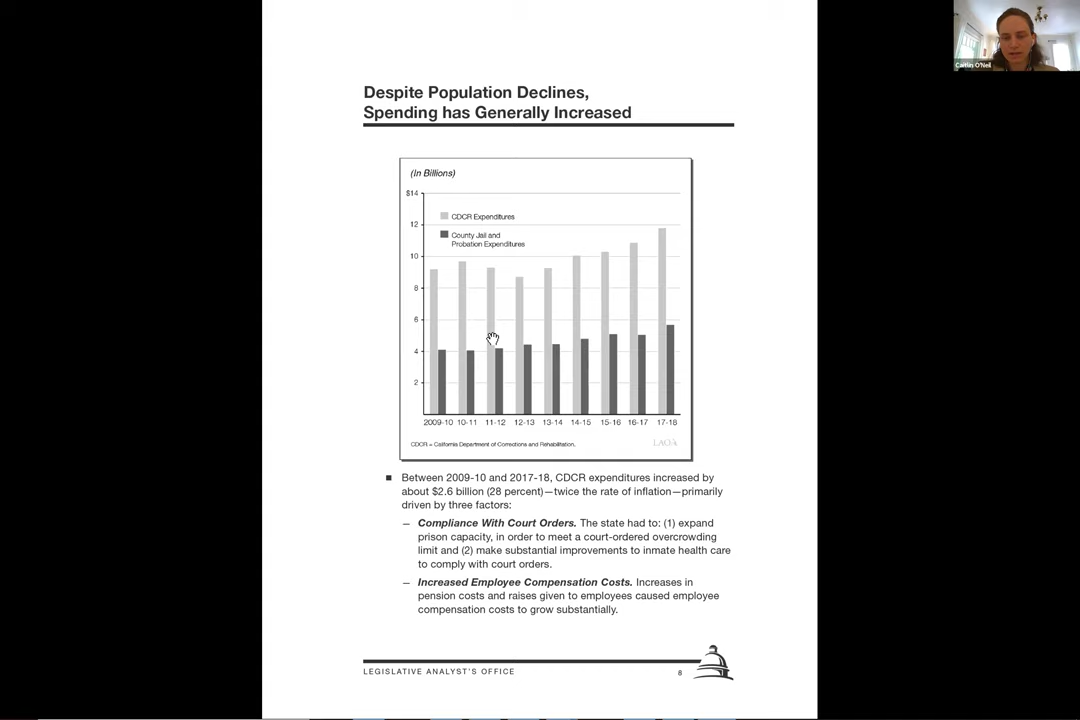 Caitlin O'Neil
Despite Population Declines,
Spending has Generally Increased
(In Billions)
$14
12
10
8
6
4
2
CDCR Expenditures
County Jail and
Probation Expenditures
2009-10 10-11 11-12 12-13 13-14 14-15 15-16 16-17 17-18
CDCR = California Department of Corrections and Rehabilitation.
LAO
■ Between 2009-10 and 2017-18, CDCR expenditures increased by
about $2.6 billion (28 percent)—twice the rate of inflation—primarily
driven by three factors:
— Compliance With Court Orders. The state had to: (1) expand
prison capacity, in order to meet a court-ordered overcrowding
limit and (2) make substantial improvements to inmate health care
to comply with court orders.
— Increased Employee Compensation Costs. Increases in
pension costs and raises given to employees caused employee
compensation costs to grow substantially.
LEGISLATIVE ANALYST'S OFFICE
8